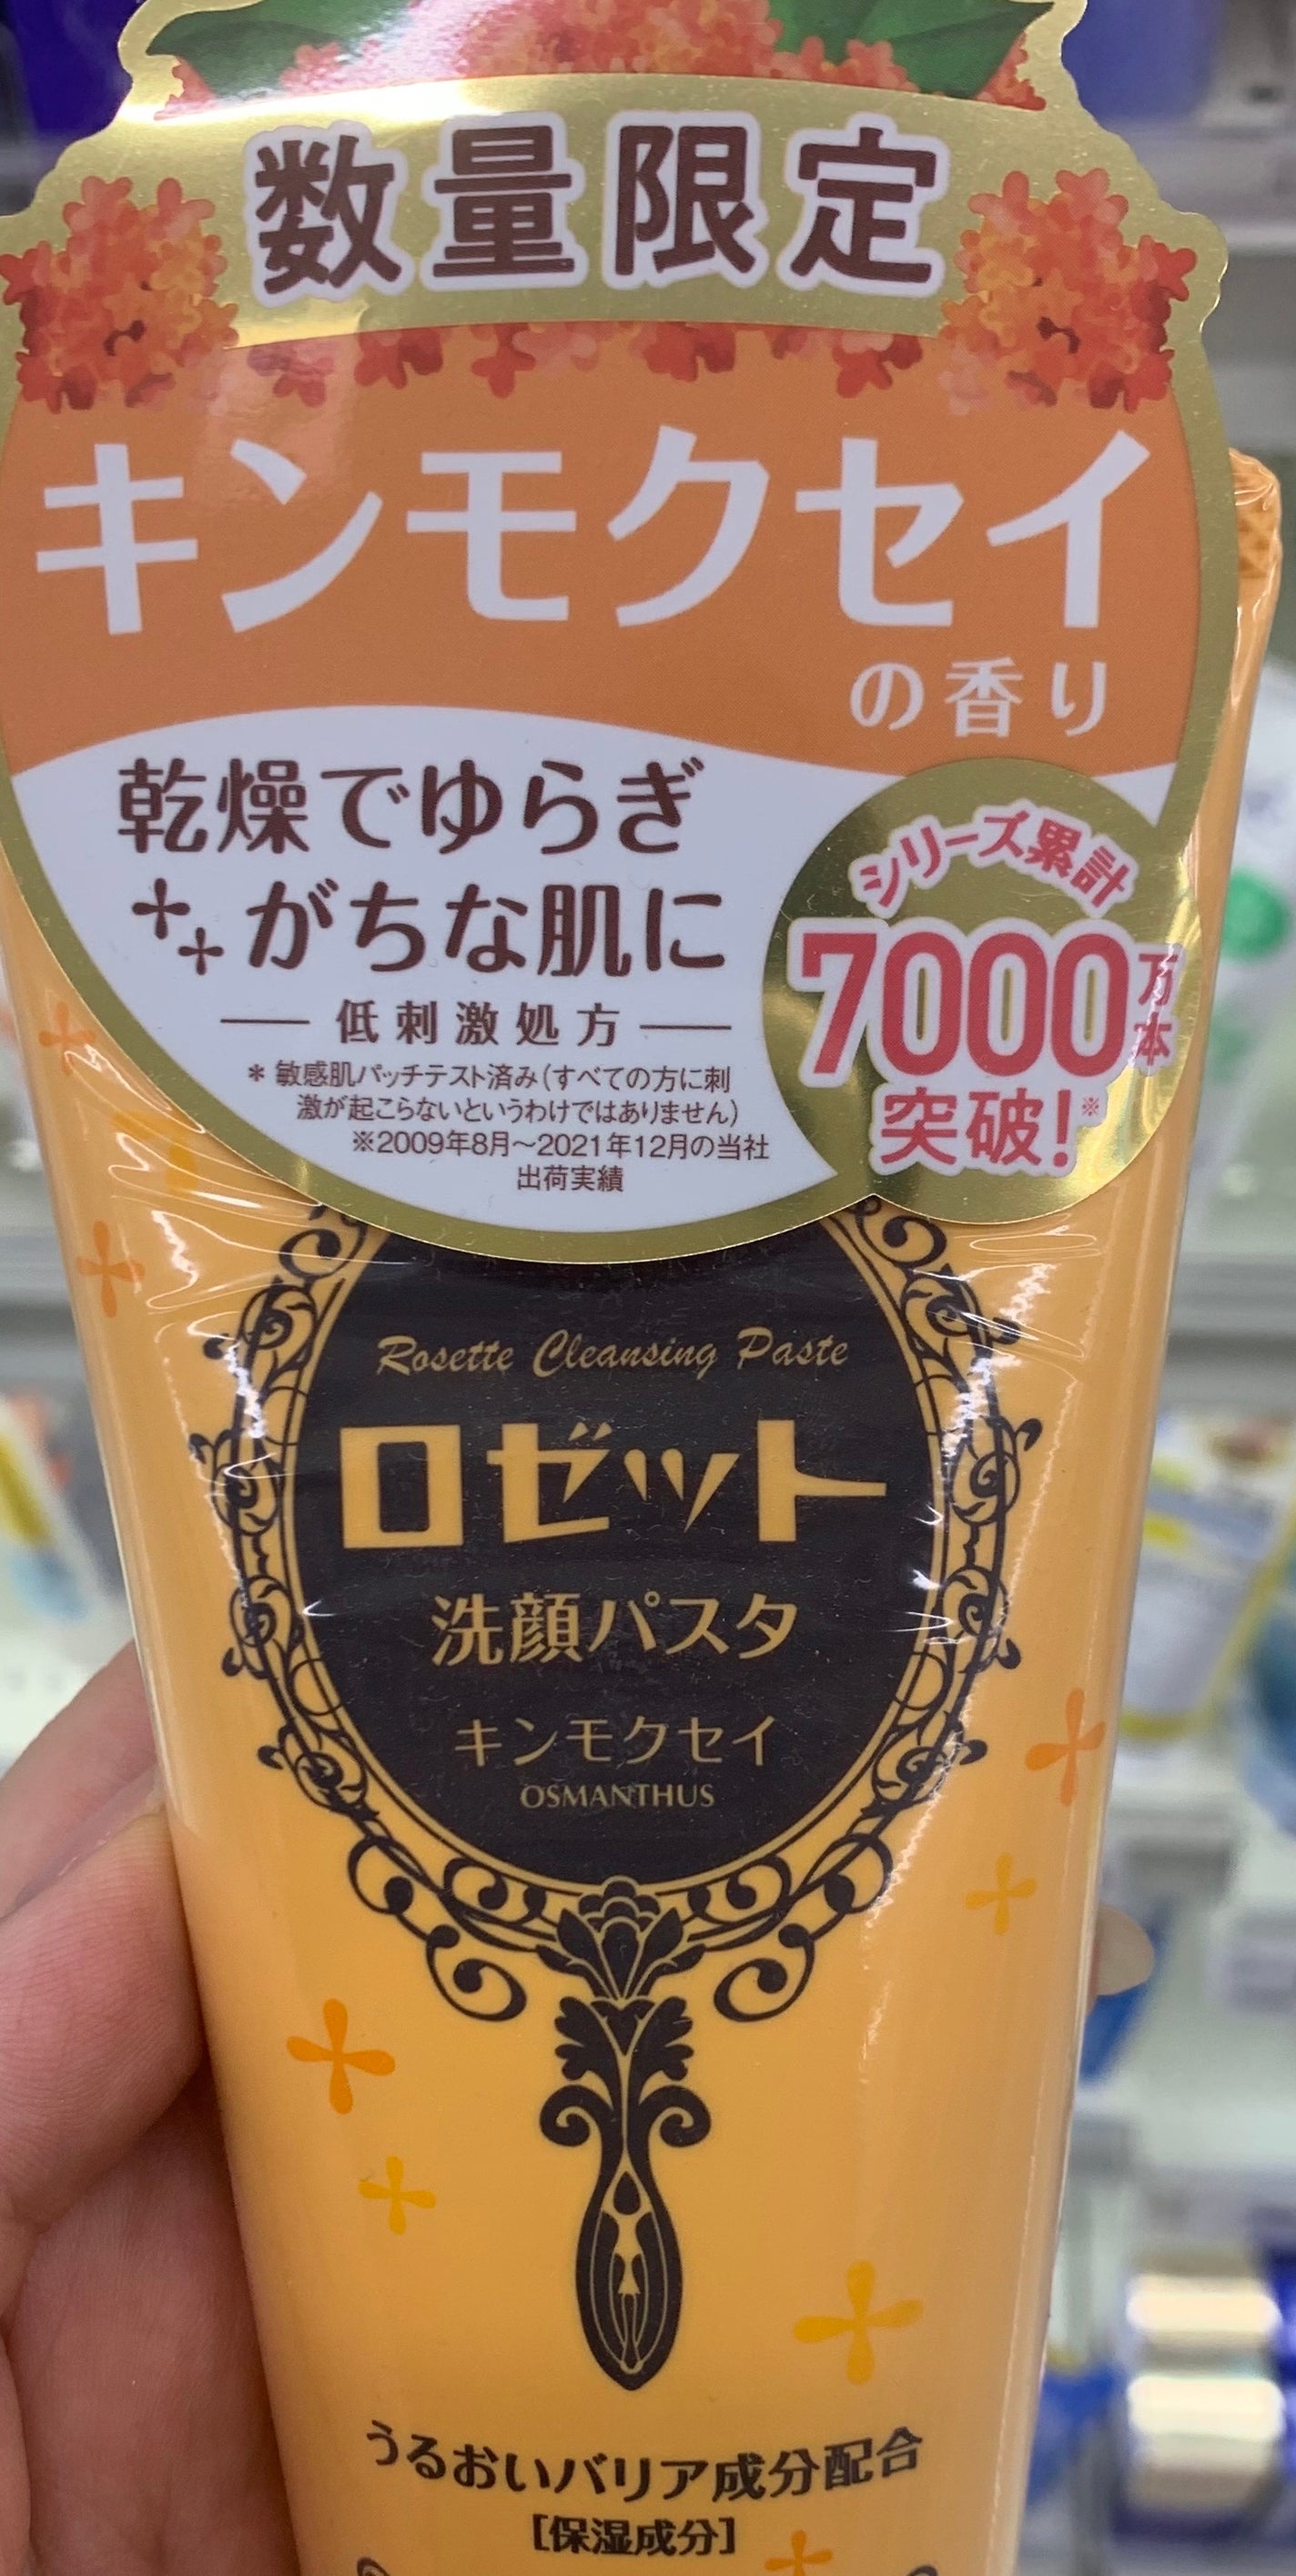 数量限定
キンモクセイ
の香り
乾燥でゆらぎ
がちな肌に
低刺激処方
＊敏感肌パッチテスト済み(すべての方に刺
激が起こらないというわけではありません)
※2009年8月〜2021年12月の当社
出荷実績
シリーズ累計
7000万本
突破!※
Rosette Cleansing Paste
ロゼット
洗顔パスタ
キンモクセイ
OSMANTHUS
うるおいバリア成分配合
[保湿成分]